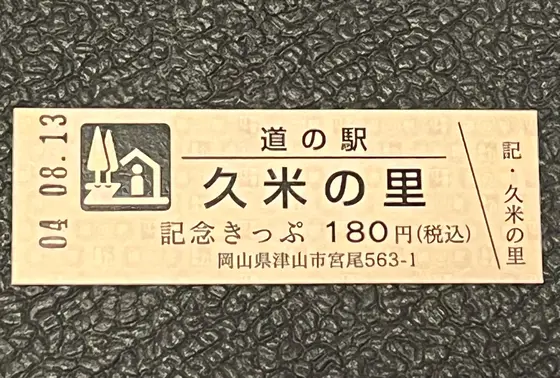 04 08.13
道の駅
久米の里
記念きっぷ 180円(税込)
岡山県津山市宮尾563-1
記・久米の里